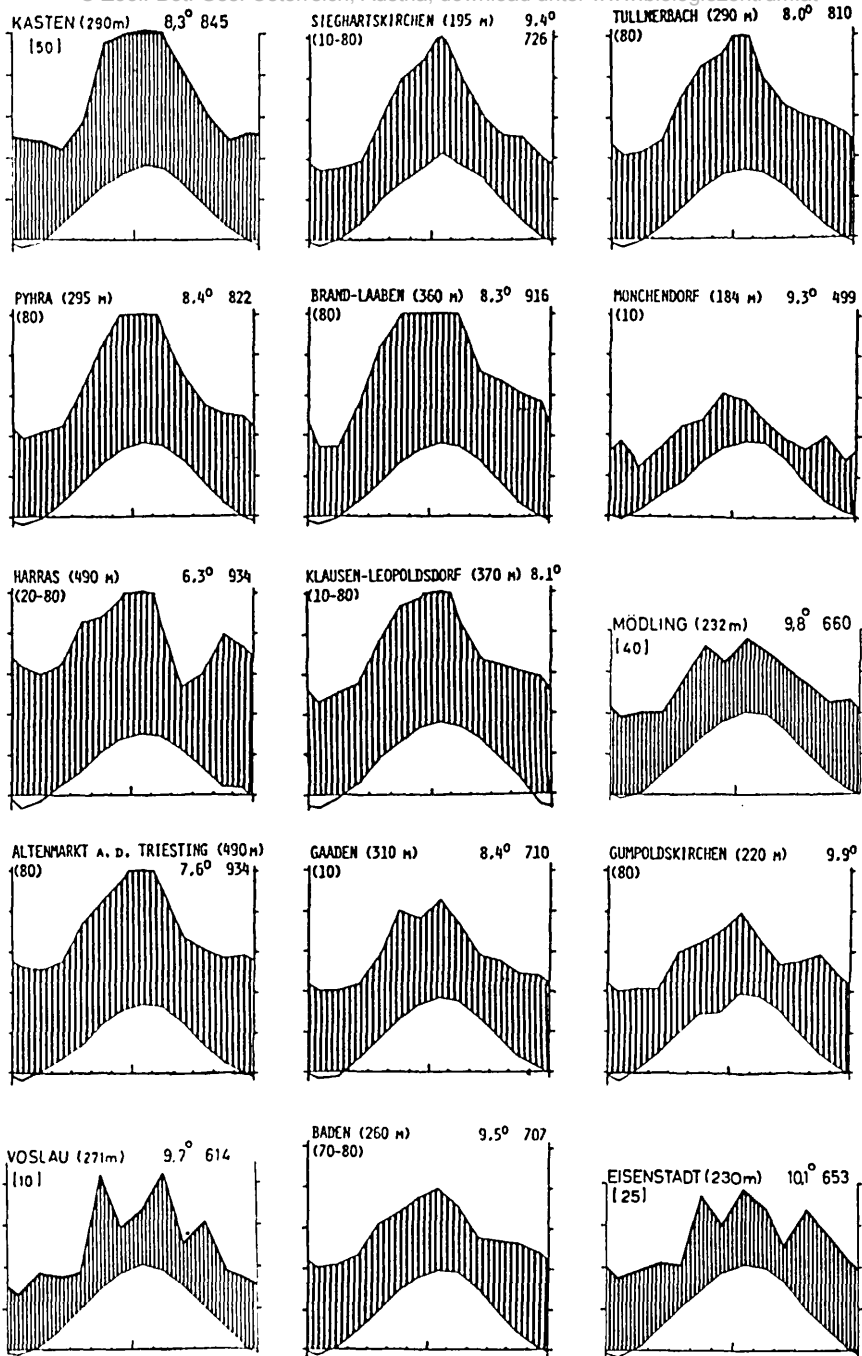 KASTEN (290m) 8,3° 845
[50]
SIEGHARTSKIRCHEN (195 M) 9.4°
(10-80) 726
TULLNERBACH (290 M) 8.0° 810
(80)
PYHRA (295 M) 8.4° 822
(80)
BRAND-LAABEN (360 M) 8.3° 916
(80)
MÜNCHENDORF (184 M) 9.3° 499
(10)
HARRAS (490 M) 6.3° 934
(20-80)
KLAUSEN-LEOPOLDSDORF (370 M) 8.1°
(10-80)
MÖDLING (232m) 9,8° 660
[40]
ALTENMARKT A. D. TRIESTING (490M)
(80) 7.6° 934
GAADEN (310 M) 8.4° 710
(10)
GUMPOLDSKIRCHEN (220 M) 9.9°
(80)
VOSLAU (271m) 9.7° 614
[10]
BADEN (260 M) 9.5° 707
(70-80)
EISENSTADT (230m) 10,1° 653
[25]